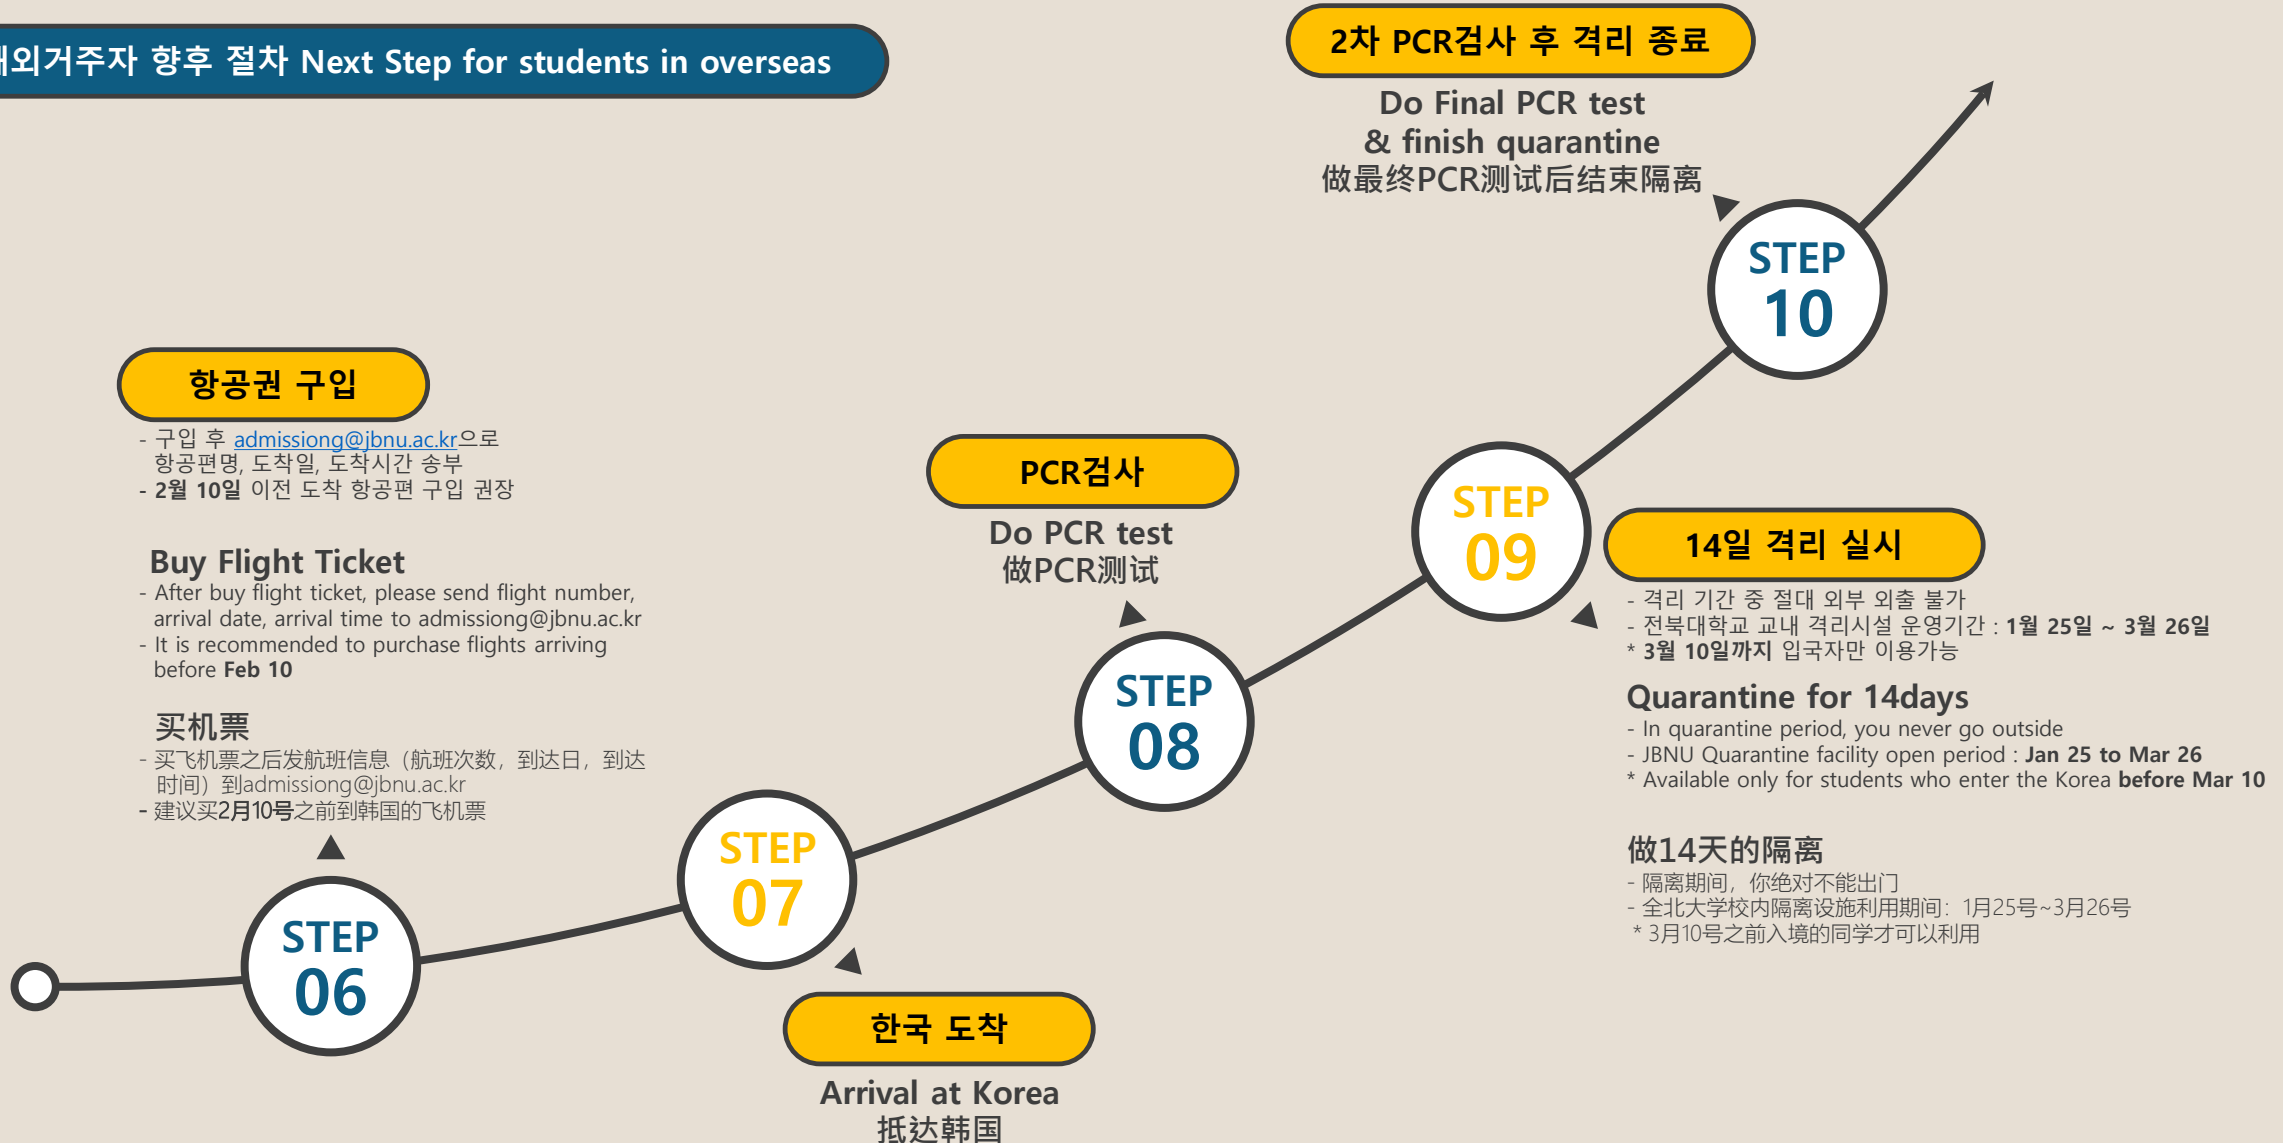 외거주자 향후 절차 Next Step for students in overseas
항공권 구입
- 구입 후 admissiong@jbnu.ac.kr으로
항공편명, 도착일, 도착시간 송부
- 2월 10일 이전 도착 항공편 구입 권장
Buy Flight Ticket
- After buy flight ticket, please send flight number,
arrival date, arrival time to admissiong@jbnu.ac.kr
- It is recommended to purchase flights arriving
before Feb 10
买机票
- 买飞机票之后发航班信息（航班次数，到达日，到达
时间）到admissiong@jbnu.ac.kr
- 建议买2月10号之前到韩国的飞机票
STEP
06
STEP
07
한국 도착
Arrival at Korea
抵达韩国
PCR검사
Do PCR test
做PCR测试
STEP
08
STEP
09
14일 격리 실시
- 격리 기간 중 절대 외부 외출 불가
- 전북대학교 교내 격리시설 운영기간 : 1월 25일 ~ 3월 26일
* 3월 10일까지 입국자만 이용가능
Quarantine for 14days
- In quarantine period, you never go outside
- JBNU Quarantine facility open period : Jan 25 to Mar 26
* Available only for students who enter the Korea before Mar 10
做14天的隔离
- 隔离期间，你绝对不能出门
- 全北大学校内隔离设施利用期间：1月25号~3月26号
* 3月10号之前入境的同学才可以利用
2차 PCR검사 후 격리 종료
Do Final PCR test
& finish quarantine
做最终PCR测试后结束隔离
STEP
10